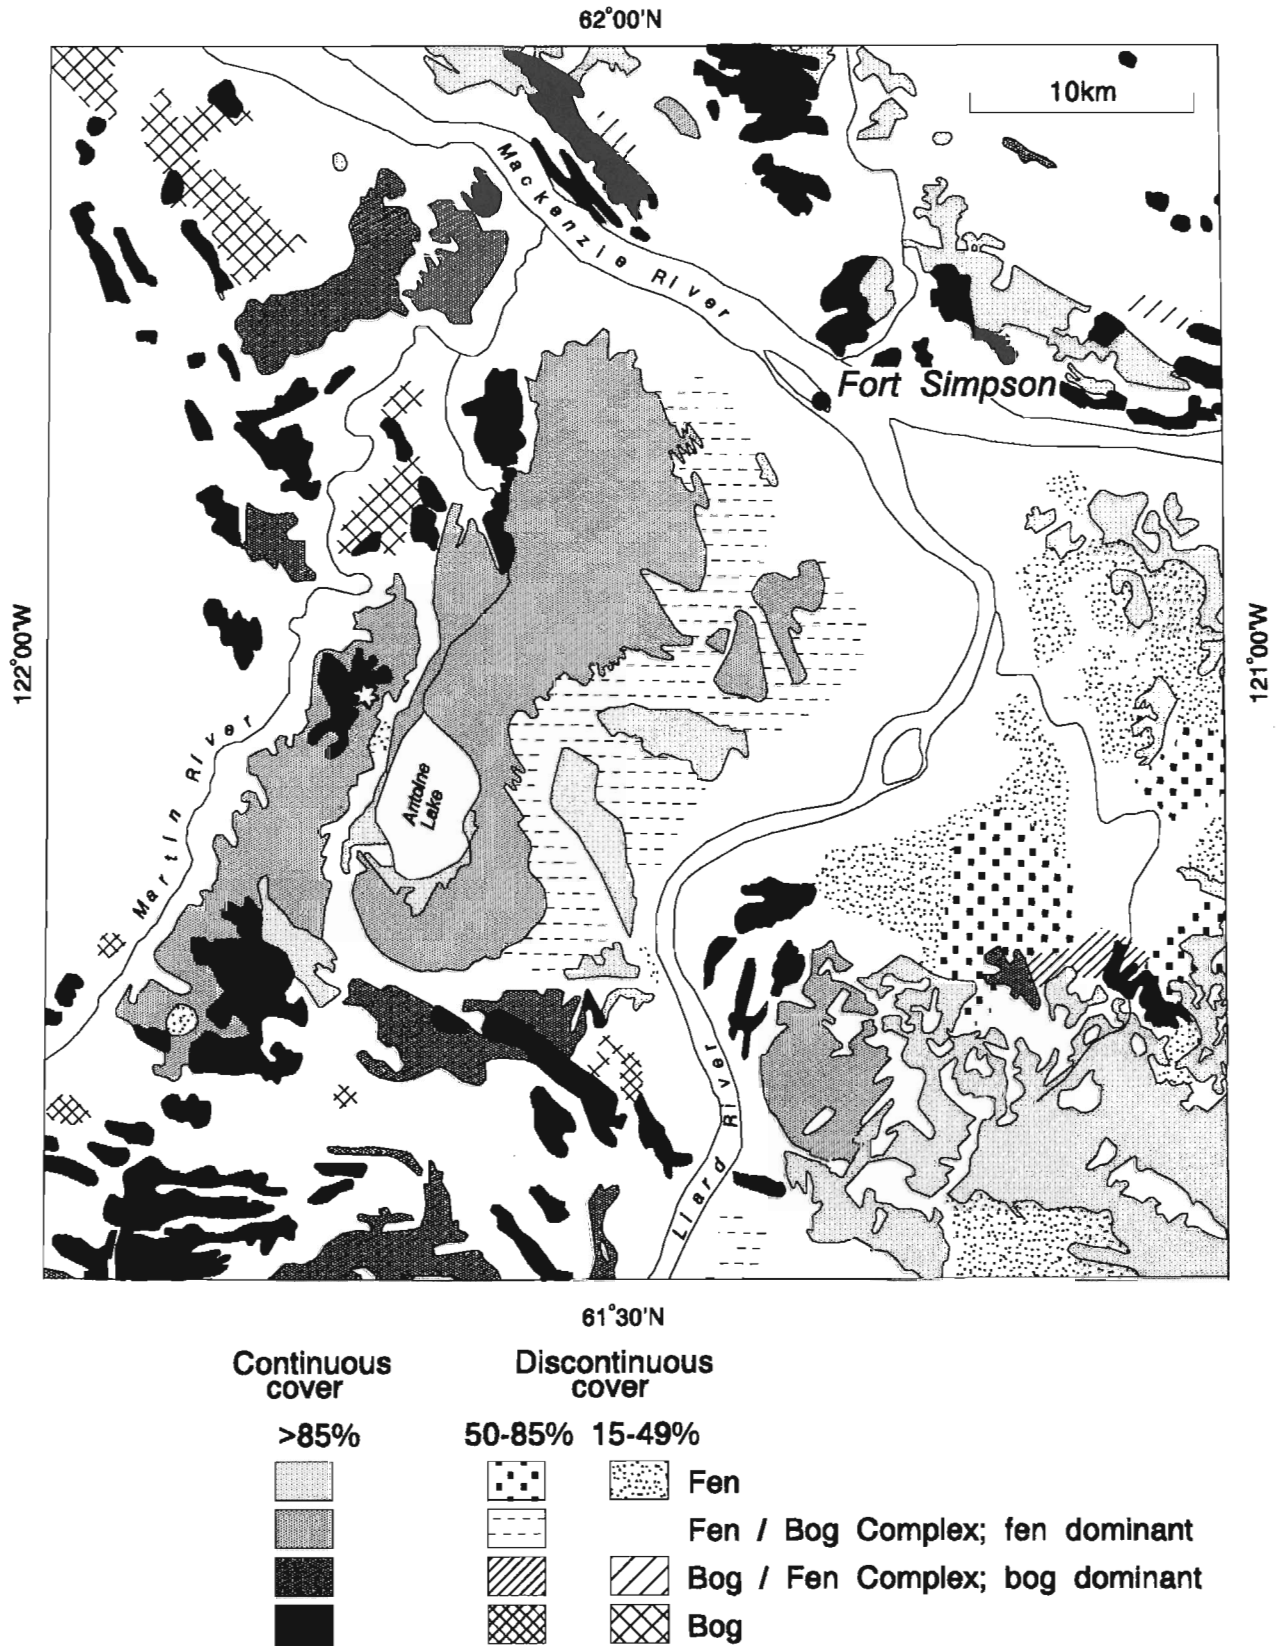 62°00'N
10km
Mackenzie River
Fort Simpson
122°00'W
121°00'W
Martin River
Antoine
Lake
Liard River
61°30'N
Continuous
cover
Discontinuous
cover
>85%
50-85% 15-49%
Fen
Fen / Bog Complex; fen dominant
Bog / Fen Complex; bog dominant
Bog